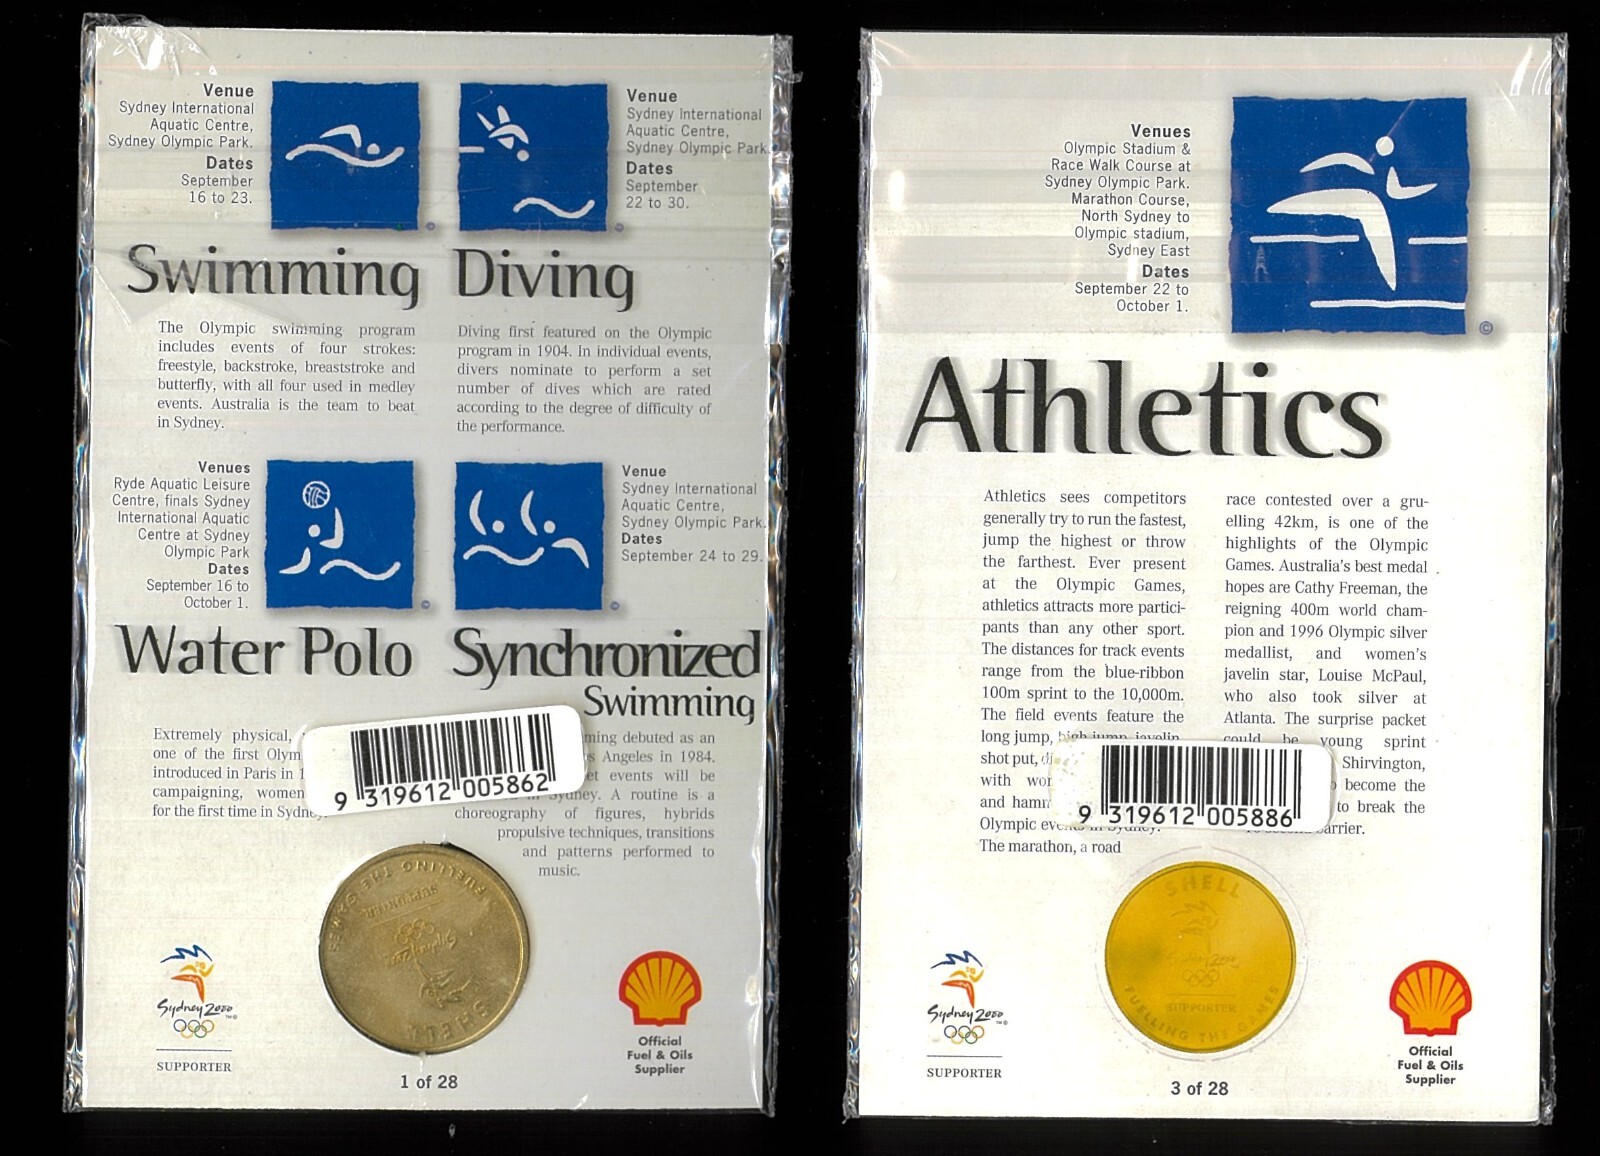 Venue
Sydney International
Aquatic Centre,
Sydney Olympic Park.
Dates
September
16 to 23.
Venue
Sydney International
Aquatic Centre,
Sydney Olympic Park.
Dates
September
22 to 30.
Swimming
The Olympic swimming program
includes events of four strokes:
freestyle, backstroke, breaststroke and
butterfly, with all four used in medley
events. Australia is the team to beat
in Sydney.
Diving
Diving first featured on the Olympic
program in 1904. In individual events,
divers nominate to perform a set
number of dives which are rated
according to the degree of difficulty of
the performance.
Venues
Ryde Aquatic Leisure
Centre, finals Sydney
International Aquatic
Centre at Sydney
Olympic Park
Dates
September 16 to
October 1.
Venue
Sydney International
Aquatic Centre,
Sydney Olympic Park.
Dates
September 24 to 29.
Water Polo
Extremely physical,
one of the first Olym
introduced in Paris in 1
campaigning, women
for the first time in Sydney.
Synchronized
Swimming
ming debuted as an
os Angeles in 1984.
et events will be
in Sydney. A routine is a
choreography of figures, hybrids
propulsive techniques, transitions
and patterns performed to
music.
9 319612 005862
SHELL
Sydney 2000
SUPPORTER
FUELLING THE GAMES
Sydney 2000 ™©
SUPPORTER
Official
Fuel & Oils
Supplier
1 of 28
Venues
Olympic Stadium &
Race Walk Course at
Sydney Olympic Park.
Marathon Course,
North Sydney to
Olympic stadium,
Sydney East
Dates
September 22 to
October 1.
©
Athletics
Athletics sees competitors
generally try to run the fastest,
jump the highest or throw
the farthest. Ever present
at the Olympic Games,
athletics attracts more partici-
pants than any other sport.
The distances for track events
range from the blue-ribbon
100m sprint to the 10,000m.
The field events feature the
long jump, high jump, javelin
shot put, di
with wor
and hamm
Olympic events in Sydney.
The marathon, a road
race contested over a gru-
elling 42km, is one of the
highlights of the Olympic
Games. Australia's best medal
hopes are Cathy Freeman, the
reigning 400m world cham-
pion and 1996 Olympic silver
medallist, and women's
javelin star, Louise McPaul,
who also took silver at
Atlanta. The surprise packet
could be young sprint
Shirvington,
become the
to break the
10 second barrier.
9 319612 005886
SHELL
Sydney 2000
SUPPORTER
FUELLING THE GAMES
Sydney 2000 ™©
SUPPORTER
Official
Fuel & Oils
Supplier
3 of 28